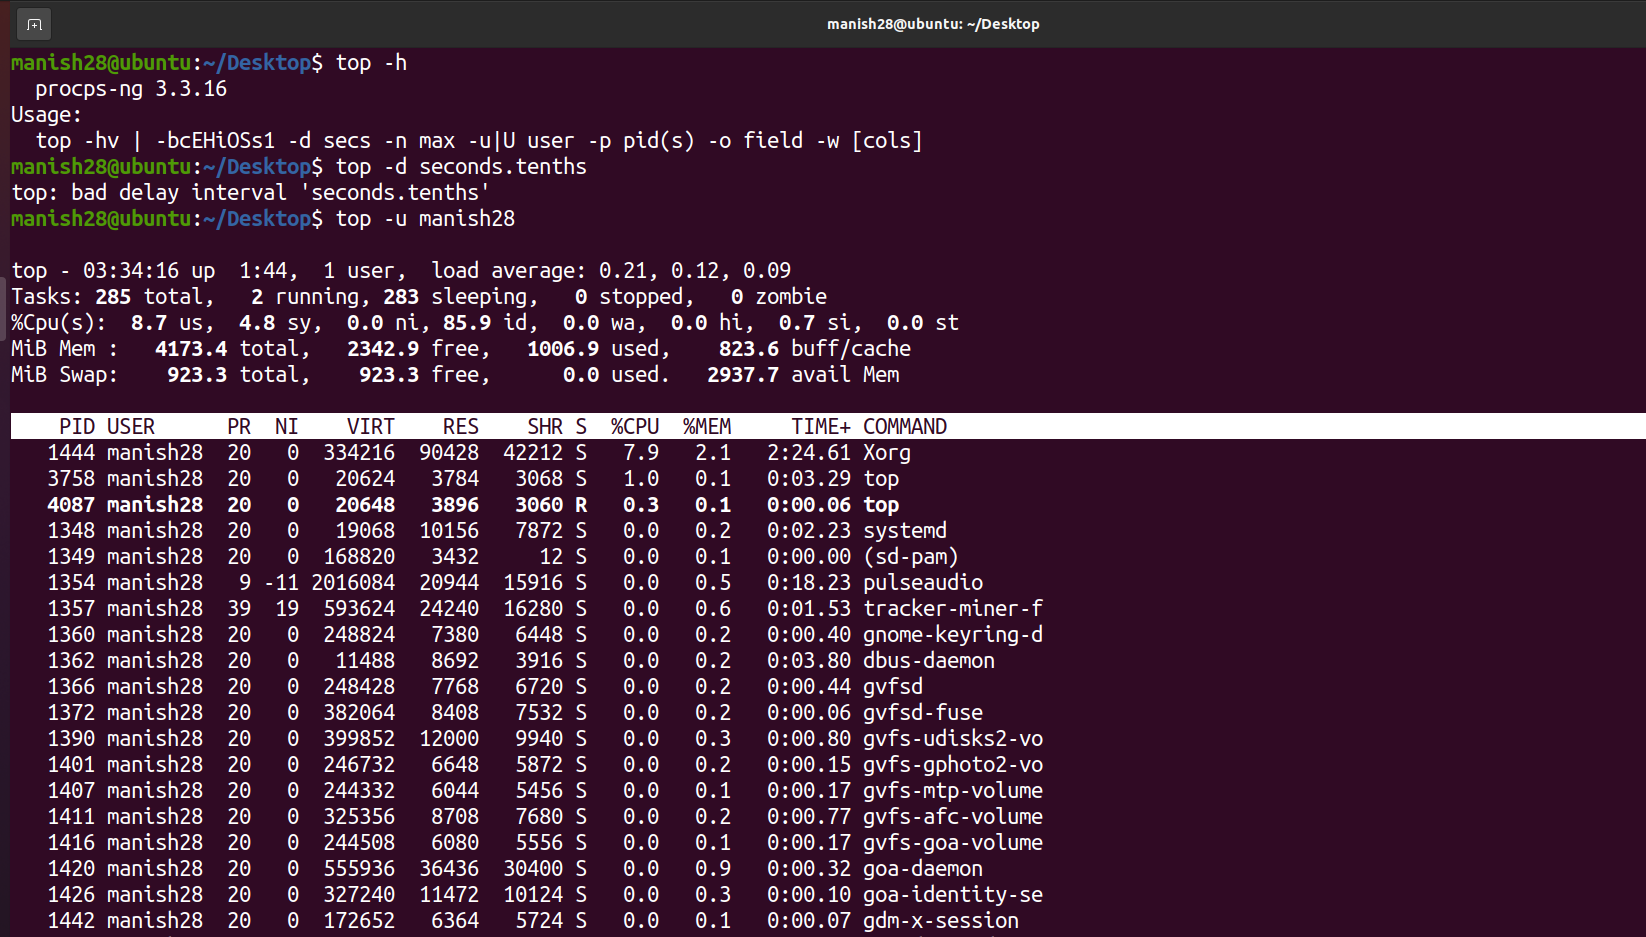 manish28@ubuntu: ~/Desktop
manish28@ubuntu:~/Desktop$ top -h
  procps-ng 3.3.16
Usage:
  top -hv | -bcEHiOSs1 -d secs -n max -u|U user -p pid(s) -o field -w [cols]
manish28@ubuntu:~/Desktop$ top -d seconds.tenths
top: bad delay interval 'seconds.tenths'
manish28@ubuntu:~/Desktop$ top -u manish28
top - 03:34:16 up  1:44,  1 user,  load average: 0.21, 0.12, 0.09
Tasks: 285 total,   2 running, 283 sleeping,   0 stopped,   0 zombie
%Cpu(s):  8.7 us,  4.8 sy,  0.0 ni, 85.9 id,  0.0 wa,  0.0 hi,  0.7 si,  0.0 st
MiB Mem :   4173.4 total,   2342.9 free,   1006.9 used,    823.6 buff/cache
MiB Swap:    923.3 total,    923.3 free,      0.0 used.   2937.7 avail Mem
    PID USER      PR  NI    VIRT    RES    SHR S  %CPU  %MEM     TIME+ COMMAND
   1444 manish28  20   0  334216  90428  42212 S   7.9   2.1   2:24.61 Xorg
   3758 manish28  20   0   20624   3784   3068 S   1.0   0.1   0:03.29 top
   4087 manish28  20   0   20648   3896   3060 R   0.3   0.1   0:00.06 top
   1348 manish28  20   0   19068  10156   7872 S   0.0   0.2   0:02.23 systemd
   1349 manish28  20   0  168820   3432     12 S   0.0   0.1   0:00.00 (sd-pam)
   1354 manish28   9 -11 2016084  20944  15916 S   0.0   0.5   0:18.23 pulseaudio
   1357 manish28  39  19  593624  24240  16280 S   0.0   0.6   0:01.53 tracker-miner-f
   1360 manish28  20   0  248824   7380   6448 S   0.0   0.2   0:00.40 gnome-keyring-d
   1362 manish28  20   0   11488   8692   3916 S   0.0   0.2   0:03.80 dbus-daemon
   1366 manish28  20   0  248428   7768   6720 S   0.0   0.2   0:00.44 gvfsd
   1372 manish28  20   0  382064   8408   7532 S   0.0   0.2   0:00.06 gvfsd-fuse
   1390 manish28  20   0  399852  12000   9940 S   0.0   0.3   0:00.80 gvfs-udisks2-vo
   1401 manish28  20   0  246732   6648   5872 S   0.0   0.2   0:00.15 gvfs-gphoto2-vo
   1407 manish28  20   0  244332   6044   5456 S   0.0   0.1   0:00.17 gvfs-mtp-volume
   1411 manish28  20   0  325356   8708   7680 S   0.0   0.2   0:00.77 gvfs-afc-volume
   1416 manish28  20   0  244508   6080   5556 S   0.0   0.1   0:00.17 gvfs-goa-volume
   1420 manish28  20   0  555936  36436  30400 S   0.0   0.9   0:00.32 goa-daemon
   1426 manish28  20   0  327240  11472  10124 S   0.0   0.3   0:00.10 goa-identity-se
   1442 manish28  20   0  172652   6364   5724 S   0.0   0.1   0:00.07 gdm-x-session